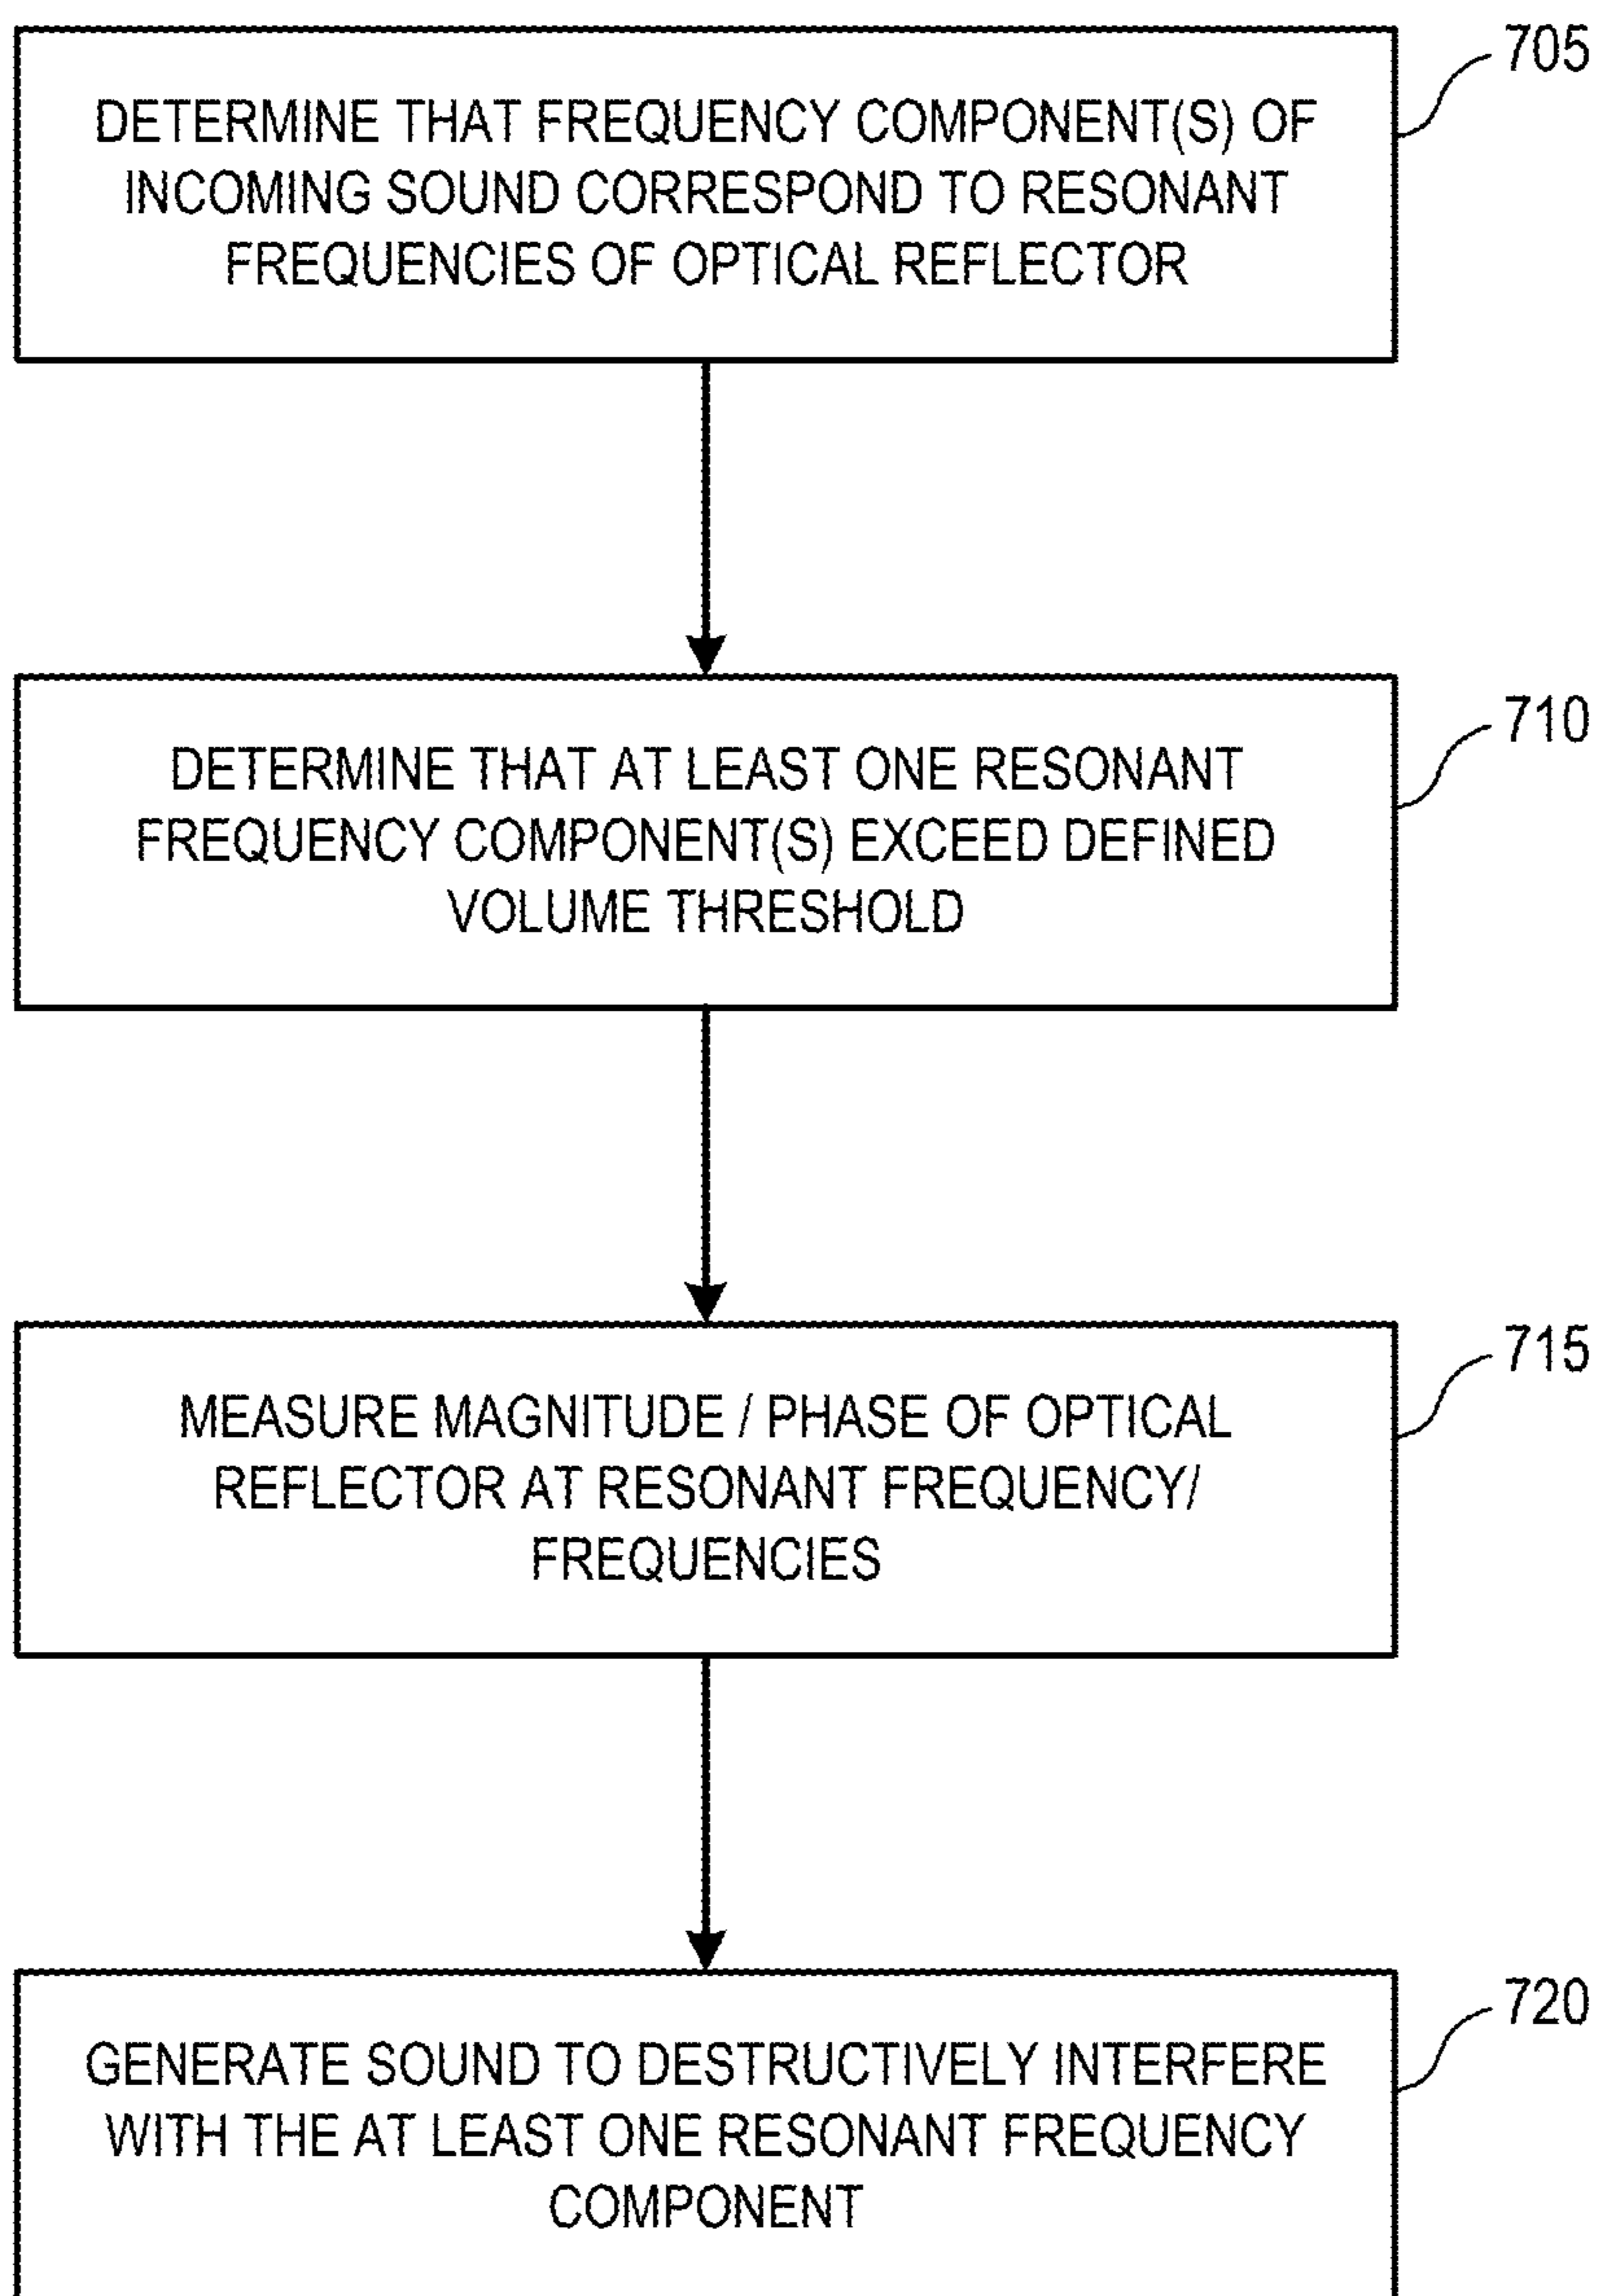 705
DETERMINE THAT FREQUENCY COMPONENT(S) OF
INCOMING SOUND CORRESPOND TO RESONANT
FREQUENCIES OF OPTICAL REFLECTOR
710
DETERMINE THAT AT LEAST ONE RESONANT
FREQUENCY COMPONENT(S) EXCEED DEFINED
VOLUME THRESHOLD
715
MEASURE MAGNITUDE / PHASE OF OPTICAL
REFLECTOR AT RESONANT FREQUENCY/
FREQUENCIES
720
GENERATE SOUND TO DESTRUCTIVELY INTERFERE
WITH THE AT LEAST ONE RESONANT FREQUENCY
COMPONENT